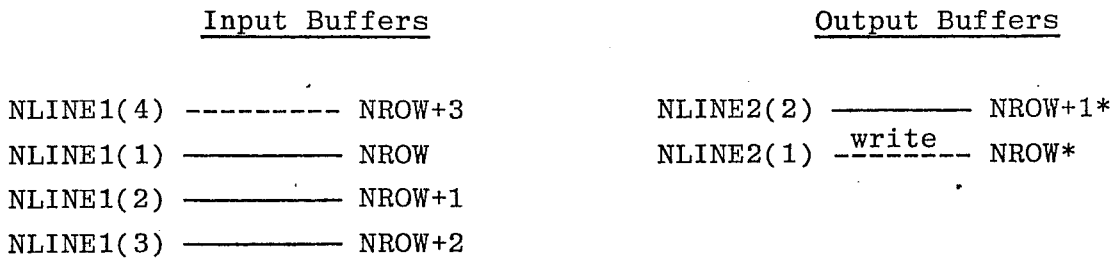 Input Buffers
Output Buffers
NLINE1(4) --------- NROW+3
NLINE1(1) ——— NROW
NLINE1(2) ——— NROW+1
NLINE1(3) ——— NROW+2
NLINE2(2) ——— NROW+1*
write
NLINE2(1) -------- NROW*